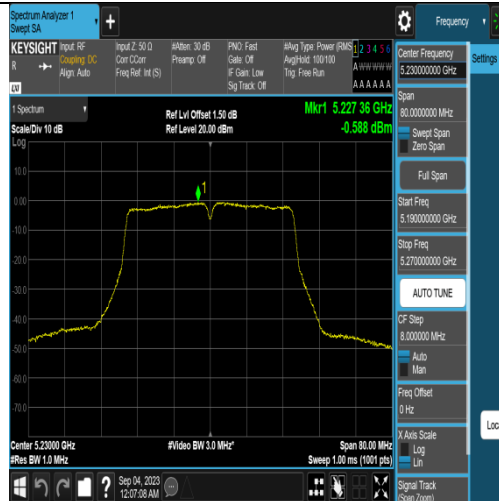 Spectrum Analyzer 1
Swept SA
Frequency
KEYSIGHT
R
Input: RF
Coupling: DC
Align: Auto
Input Z: 50 Ω
Corr CCorr
Freq Ref: Int (S)
#Atten: 30 dB
Preamp: Off
PNO: Fast
Gate: Off
IF Gain: Low
Sig Track: Off
#Avg Type: Power (RMS
Avg|Hold: 100/100
Trig: Free Run
1 2 3 4 5 6
A W W W W W
A A A A A A
1 Spectrum
Scale/Div 10 dB
Log
Ref Lvl Offset 1.50 dB
Ref Level 20.00 dBm
Mkr1 5.227 36 GHz
-0.588 dBm
10.0
0.00
-10.0
-20.0
-30.0
-40.0
-50.0
-60.0
-70.0
1
Center 5.23000 GHz
#Res BW 1.0 MHz
#Video BW 3.0 MHz*
Span 80.00 MHz
Sweep 1.00 ms (1001 pts)
Sep 04, 2023
12:07:08 AM
Center Frequency
5.230000000 GHz
Span
80.0000000 MHz
Swept Span
Zero Span
Full Span
Start Freq
5.190000000 GHz
Stop Freq
5.270000000 GHz
AUTO TUNE
CF Step
8.000000 MHz
Auto
Man
Freq Offset
0 Hz
X Axis Scale
Log
Lin
Signal Track
(Span Zoom)
Settings
Loc